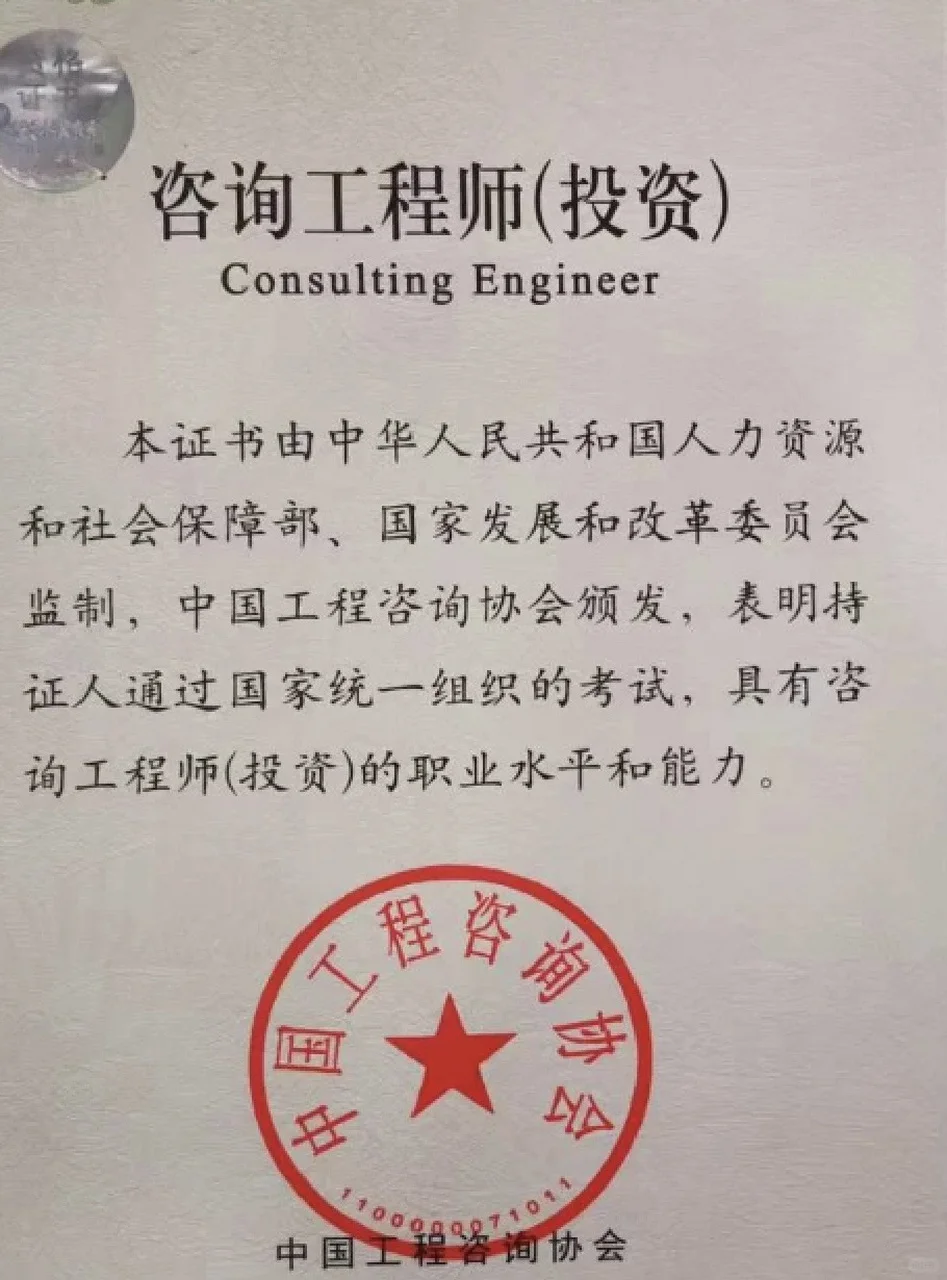 格
证书
咨询工程师(投资)
Consulting Engineer
本证书由中华人民共和国人力资源
和社会保障部、国家发展和改革委员会
监制，中国工程咨询协会颁发，表明持
证人通过国家统一组织的考试，具有咨
询工程师(投资)的职业水平和能力。
中国工程咨询协会
1100000071011
中国工程咨询协会